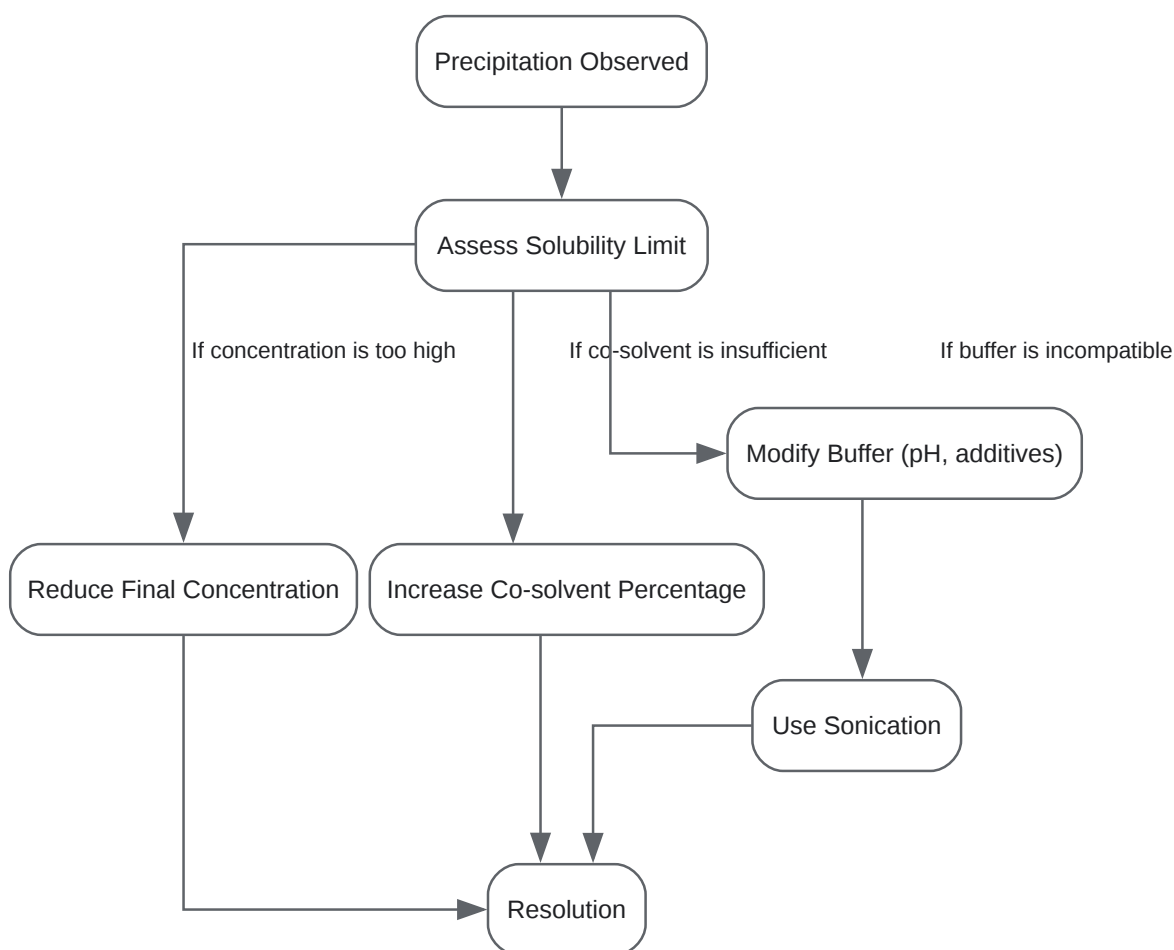 Precipitation Observed
Assess Solubility Limit
If concentration is too high
If co-solvent is insufficient
If buffer is incompatible
Modify Buffer (pH, additives)
Reduce Final Concentration
Increase Co-solvent Percentage
Use Sonication
Resolution